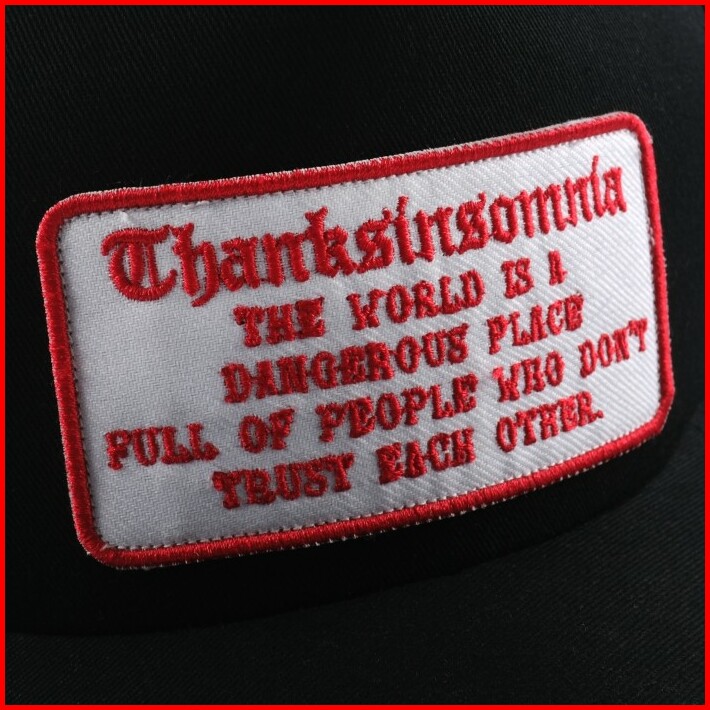 Thanksinsomnia
THE WORLD IS A
DANGEROUS PLACE
FULL OF PEOPLE WHO DON'T
TRUST EACH OTHER.